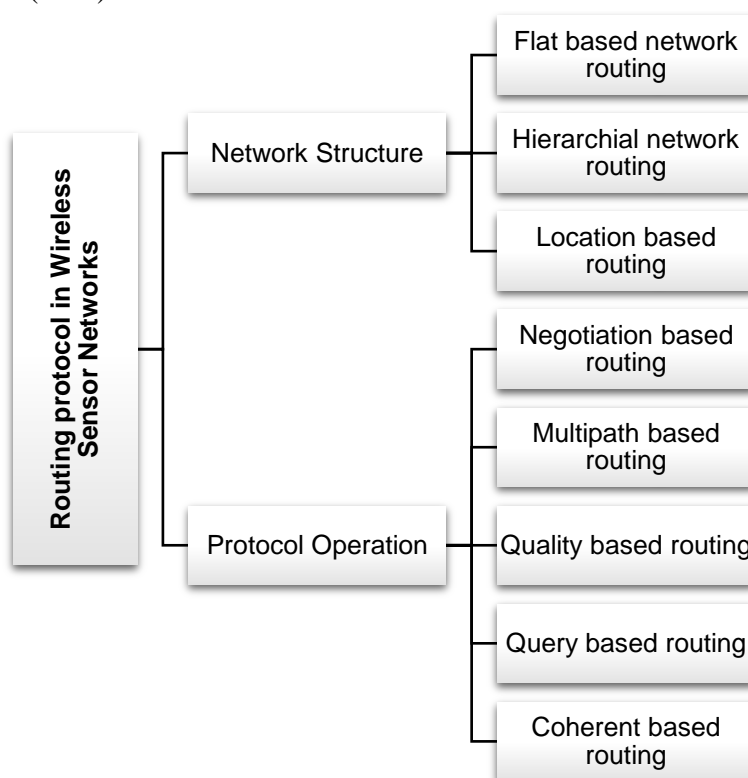 Routing protocol in Wireless
Sensor Networks
Network Structure
Flat based network
routing
Hierarchial network
routing
Location based
routing
Protocol Operation
Negotiation based
routing
Multipath based
routing
Quality based routing
Query based routing
Coherent based
routing